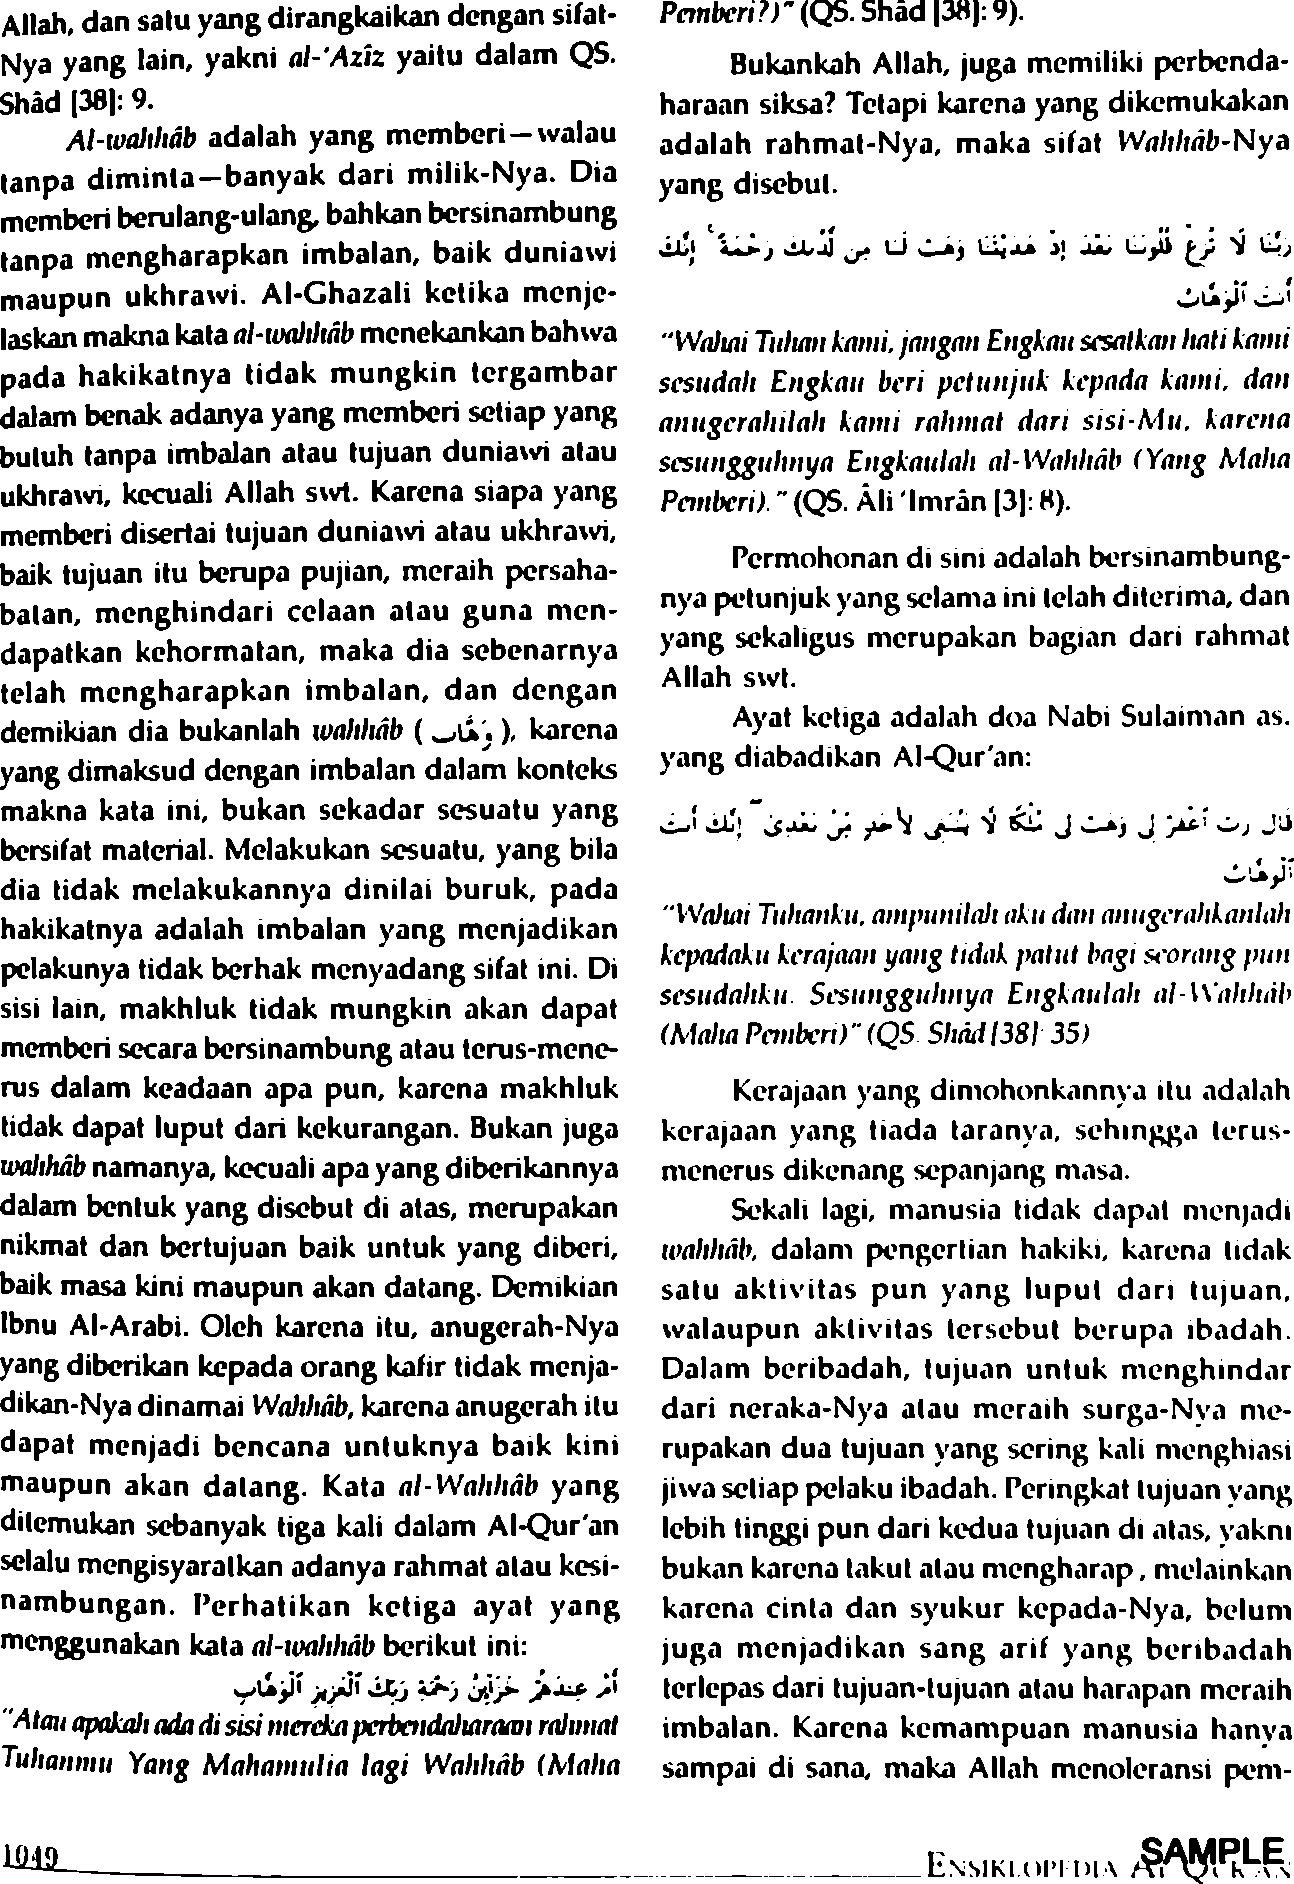 Allah, dan satu yang dirangkaikan dengan sifat-
Nya yang lain, yakni al-'Azîz yaitu dalam QS.
Shâd [38]: 9.
Al-wahhâb adalah yang memberi—walau
tanpa diminta—banyak dari milik-Nya. Dia
memberi berulang-ulang, bahkan bersinambung
tanpa mengharapkan imbalan, baik duniawi
maupun ukhrawi. Al-Ghazali ketika menje-
laskan makna kata al-wahhâb menekankan bahwa
pada hakikatnya tidak mungkin tergambar
dalam benak adanya yang memberi setiap yang
butuh tanpa imbalan atau tujuan duniawi atau
ukhrawi, kecuali Allah swt. Karena siapa yang
memberi disertai tujuan duniawi atau ukhrawi,
baik tujuan itu berupa pujian, meraih persaha-
batan, menghindari celaan atau guna men-
dapatkan kehormatan, maka dia sebenarnya
telah mengharapkan imbalan, dan dengan
demikian dia bukanlah wahhâb ( وَهَّاب ), karena
yang dimaksud dengan imbalan dalam konteks
makna kata ini, bukan sekadar sesuatu yang
bersifat material. Melakukan sesuatu, yang bila
dia tidak melakukannya dinilai buruk, pada
hakikatnya adalah imbalan yang menjadikan
pelakunya tidak berhak menyadang sifat ini. Di
sisi lain, makhluk tidak mungkin akan dapat
memberi secara bersinambung atau terus-mene-
rus dalam keadaan apa pun, karena makhluk
tidak dapat luput dari kekurangan. Bukan juga
wahhâb namanya, kecuali apa yang diberikannya
dalam bentuk yang disebut di atas, merupakan
nikmat dan bertujuan baik untuk yang diberi,
baik masa kini maupun akan datang. Demikian
Ibnu Al-Arabi. Oleh karena itu, anugerah-Nya
yang diberikan kepada orang kafir tidak menja-
dikan-Nya dinamai Wahhâb, karena anugerah itu
dapat menjadi bencana untuknya baik kini
maupun akan datang. Kata al-Wahhâb yang
ditemukan sebanyak tiga kali dalam Al-Qur'an
selalu mengisyaratkan adanya rahmat atau kesi-
nambungan. Perhatikan ketiga ayat yang
menggunakan kata al-wahhâb berikut ini:
أَمْ عِندَهُمْ خَزَآئِنُ رَحْمَةِ رَبِّكَ ٱلْعَزِيزِ ٱلْوَهَّابِ
"Atau apakah ada di sisi mereka perbendaharaan rahmat
Tuhanmu Yang Mahamulia lagi Wahhâb (Maha
Pemberi?)" (QS. Shâd [38]: 9).
Bukankah Allah, juga memiliki perbenda-
haraan siksa? Tetapi karena yang dikemukakan
adalah rahmat-Nya, maka sifat Wahhâb-Nya
yang disebut.
رَبَّنَا لَا تُزِغْ قُلُوبَنَا بَعْدَ إِذْ هَدَيْتَنَا وَهَبْ لَنَا مِن لَّدُنكَ رَحْمَةً ۚ إِنَّكَ
أَنتَ ٱلْوَهَّابُ
"Wahai Tuhan kami, jangan Engkau sesatkan hati kami
sesudah Engkau beri petunjuk kepada kami, dan
anugerahilah kami rahmat dari sisi-Mu, karena
sesungguhnya Engkaulah al-Wahhâb (Yang Maha
Pemberi)." (QS. Âli 'Imrân [3]: 8).
Permohonan di sini adalah bersinambung-
nya petunjuk yang selama ini telah diterima, dan
yang sekaligus merupakan bagian dari rahmat
Allah swt.
Ayat ketiga adalah doa Nabi Sulaiman as.
yang diabadikan Al-Qur'an:
قَالَ رَبِّ ٱغْفِرْ لِى وَهَبْ لِى مُلْكًا لَّا يَنۢبَغِى لِأَحَدٍ مِّنۢ بَعْدِىٓ ۖ إِنَّكَ أَنتَ
ٱلْوَهَّابُ
"Wahai Tuhanku, ampunilah aku dan anugerahkanlah
kepadaku kerajaan yang tidak patut bagi seorang pun
sesudahku. Sesungguhnya Engkaulah al-Wahhâb
(Maha Pemberi)" (QS. Shâd [38]: 35)
Kerajaan yang dimohonkannya itu adalah
kerajaan yang tiada taranya, sehingga terus-
menerus dikenang sepanjang masa.
Sekali lagi, manusia tidak dapat menjadi
wahhâb, dalam pengertian hakiki, karena tidak
satu aktivitas pun yang luput dari tujuan,
walaupun aktivitas tersebut berupa ibadah.
Dalam beribadah, tujuan untuk menghindar
dari neraka-Nya atau meraih surga-Nya me-
rupakan dua tujuan yang sering kali menghiasi
jiwa setiap pelaku ibadah. Peringkat tujuan yang
lebih tinggi pun dari kedua tujuan di atas, yakni
bukan karena takut atau mengharap , melainkan
karena cinta dan syukur kepada-Nya, belum
juga menjadikan sang arif yang beribadah
terlepas dari tujuan-tujuan atau harapan meraih
imbalan. Karena kemampuan manusia hanya
sampai di sana, maka Allah menoleransi pem-
1049
ENSIKLOPEDIA AL-QUR'AN
SAMPLE